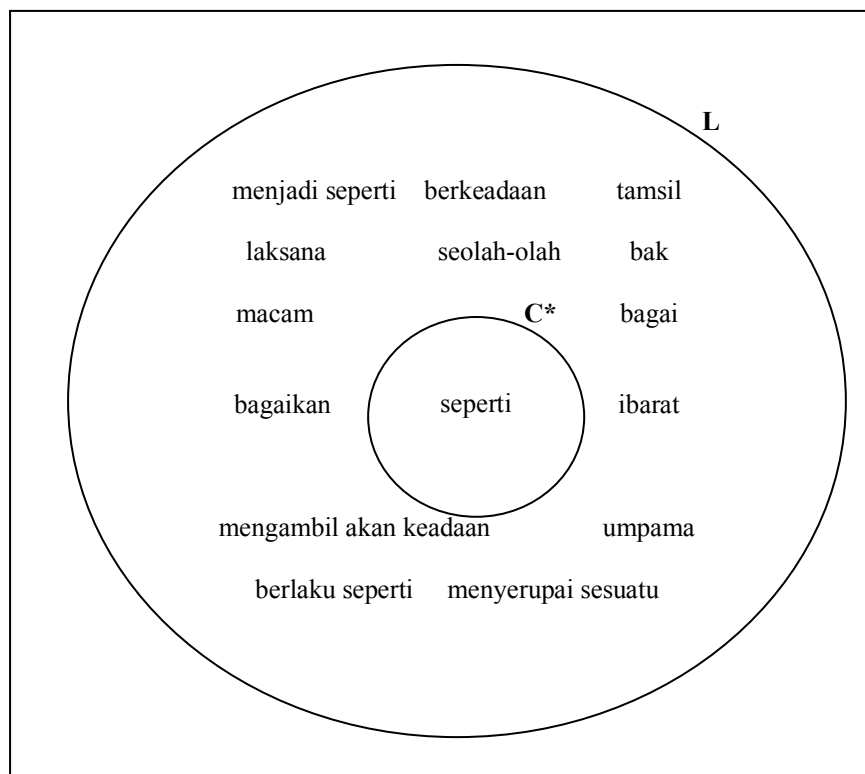 L
menjadi seperti berkeadaan tamsil
laksana seolah-olah bak
macam C* bagai
bagaikan seperti ibarat
mengambil akan keadaan umpama
berlaku seperti menyerupai sesuatu